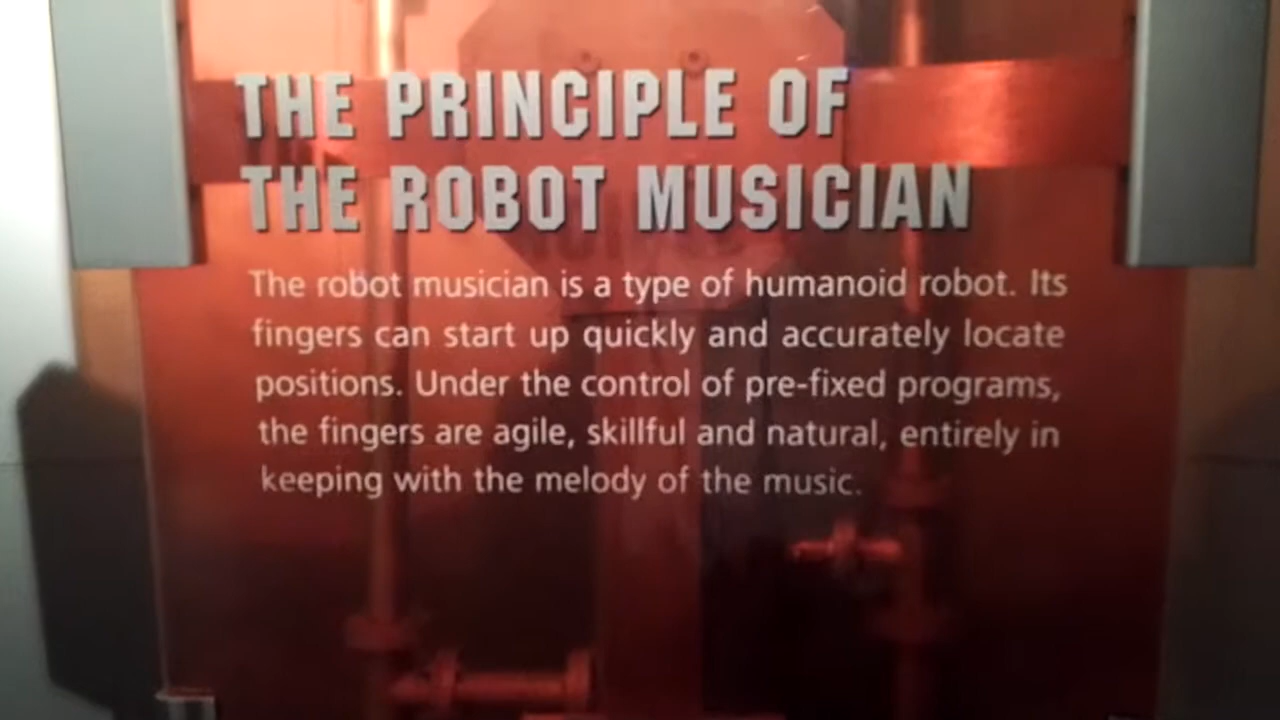 THE PRINCIPLE OF
THE ROBOT MUSICIAN
The robot musician is a type of humanoid robot. Its
fingers can start up quickly and accurately locate
positions. Under the control of pre-fixed programs,
the fingers are agile, skillful and natural, entirely in
keeping with the melody of the music.